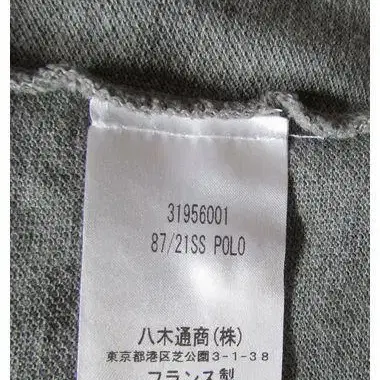 31956001
87/21SS POLO
八木通商(株)
東京都港区芝公園3-1-38
フランス製